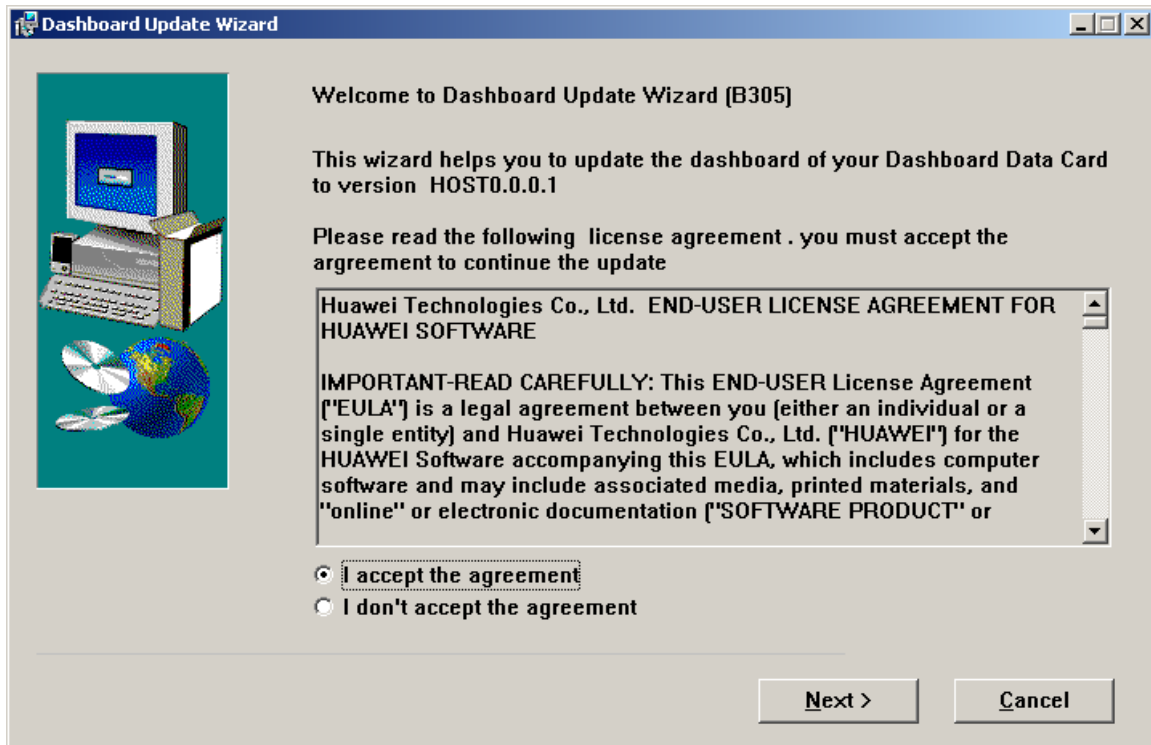 Dashboard Update Wizard
Welcome to Dashboard Update Wizard (B305)
This wizard helps you to update the dashboard of your Dashboard Data Card
to version  HOST0.0.0.1
Please read the following  license agreement . you must accept the
argreement to continue the update
Huawei Technologies Co., Ltd.  END-USER LICENSE AGREEMENT FOR
HUAWEI SOFTWARE
IMPORTANT-READ CAREFULLY: This END-USER License Agreement
("EULA") is a legal agreement between you (either an individual or a
single entity) and Huawei Technologies Co., Ltd. ("HUAWEI") for the
HUAWEI Software accompanying this EULA, which includes computer
software and may include associated media, printed materials, and
"online" or electronic documentation ("SOFTWARE PRODUCT" or
I accept the agreement
I don't accept the agreement
Next >
Cancel